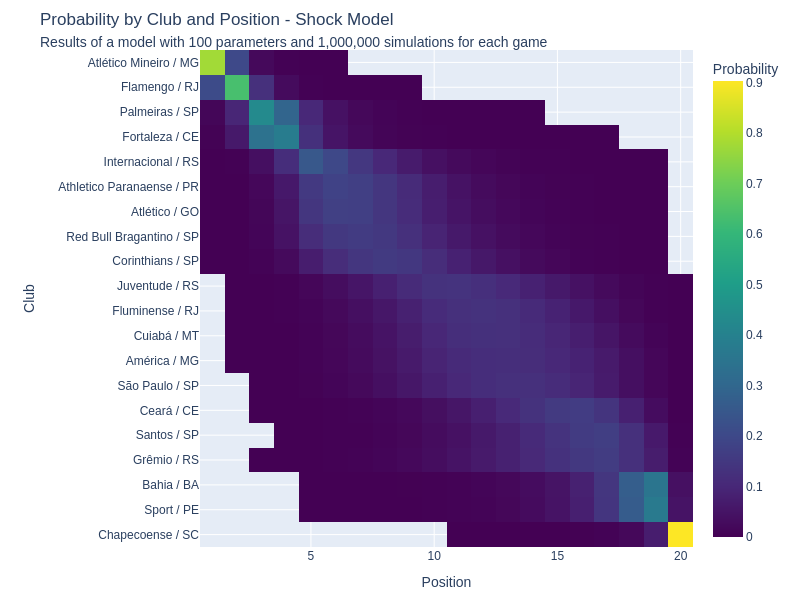 Probability by Club and Position - Shock Model
Results of a model with 100 parameters and 1,000,000 simulations for each game
Probability
Club
Atlético Mineiro / MG
Flamengo / RJ
Palmeiras / SP
Fortaleza / CE
Internacional / RS
Athletico Paranaense / PR
Atlético / GO
Red Bull Bragantino / SP
Corinthians / SP
Juventude / RS
Fluminense / RJ
Cuiabá / MT
América / MG
São Paulo / SP
Ceará / CE
Santos / SP
Grêmio / RS
Bahia / BA
Sport / PE
Chapecoense / SC
5
10
15
20
Position
0.9
0.8
0.7
0.6
0.5
0.4
0.3
0.2
0.1
0